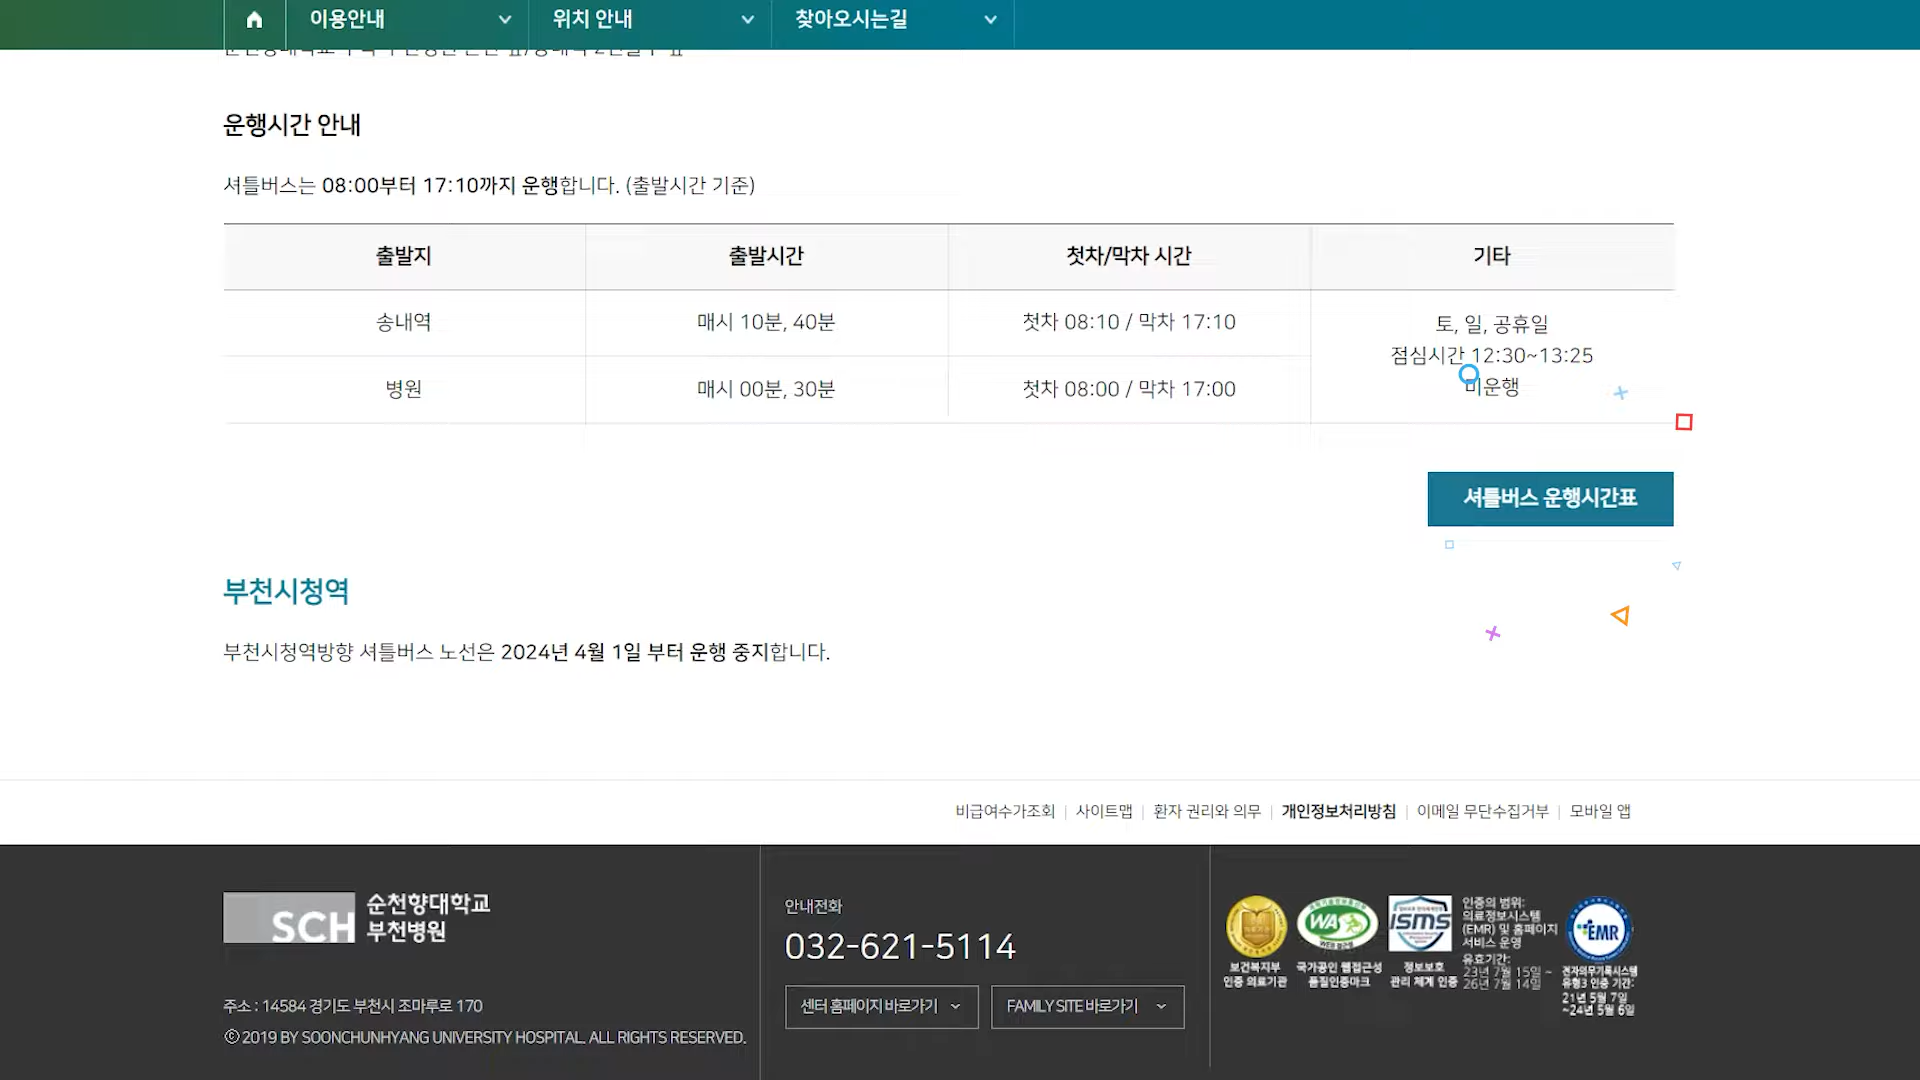 이용안내
위치 안내
찾아오시는길
운행시간 안내
셔틀버스는 08:00부터 17:10까지 운행합니다. (출발시간 기준)
출발지 출발시간 첫차/막차 시간 기타
송내역 매시 10분, 40분 첫차 08:10 / 막차 17:10
병원 매시 00분, 30분 첫차 08:00 / 막차 17:00
토, 일, 공휴일
점심시간 12:30~13:25
미운행
셔틀버스 운행시간표
부천시청역
부천시청역방향 셔틀버스 노선은 2024년 4월 1일 부터 운행 중지합니다.
비급여수가조회 | 사이트맵 | 환자 권리와 의무 | 개인정보처리방침 | 이메일 무단수집거부 | 모바일 앱
SCH 순천향대학교
부천병원
주소 : 14584 경기도 부천시 조마루로 170
ⓒ 2019 BY SOONCHUNHYANG UNIVERSITY HOSPITAL. ALL RIGHTS RESERVED.
안내전화
032-621-5114
센터 홈페이지 바로가기
FAMILY SITE 바로가기
보건복지부
인증 의료기관
WA
WEB 접근성
국가공인 웹접근성
품질인증마크
ISMS
정보보호
관리 체계 인증
인증의 범위:
의료정보시스템
(EMR) 및 홈페이지
서비스 운영
유효기간:
23년 7월 15일 ~
26년 7월 14일
EMR
전자의무기록시스템
유형3 인증 기간:
21년 5월 7일
~24년 5월 6일